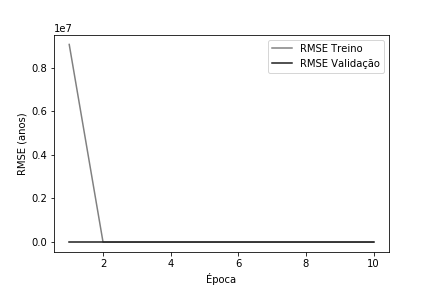 1e7
RMSE Treino
RMSE Validação
0.8
0.6
0.4
0.2
0.0
RMSE (anos)
2 4 6 8 10
Época